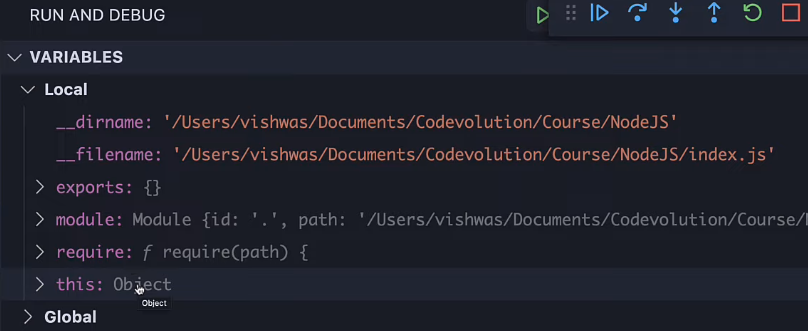 RUN AND DEBUG
VARIABLES
Local
__dirname: '/Users/vishwas/Documents/Codevolution/Course/NodeJS'
__filename: '/Users/vishwas/Documents/Codevolution/Course/NodeJS/index.js'
exports: {}
module: Module {id: '.', path: '/Users/vishwas/Documents/Codevolution/Course/
require: ƒ require(path) {
this: Object
Object
Global